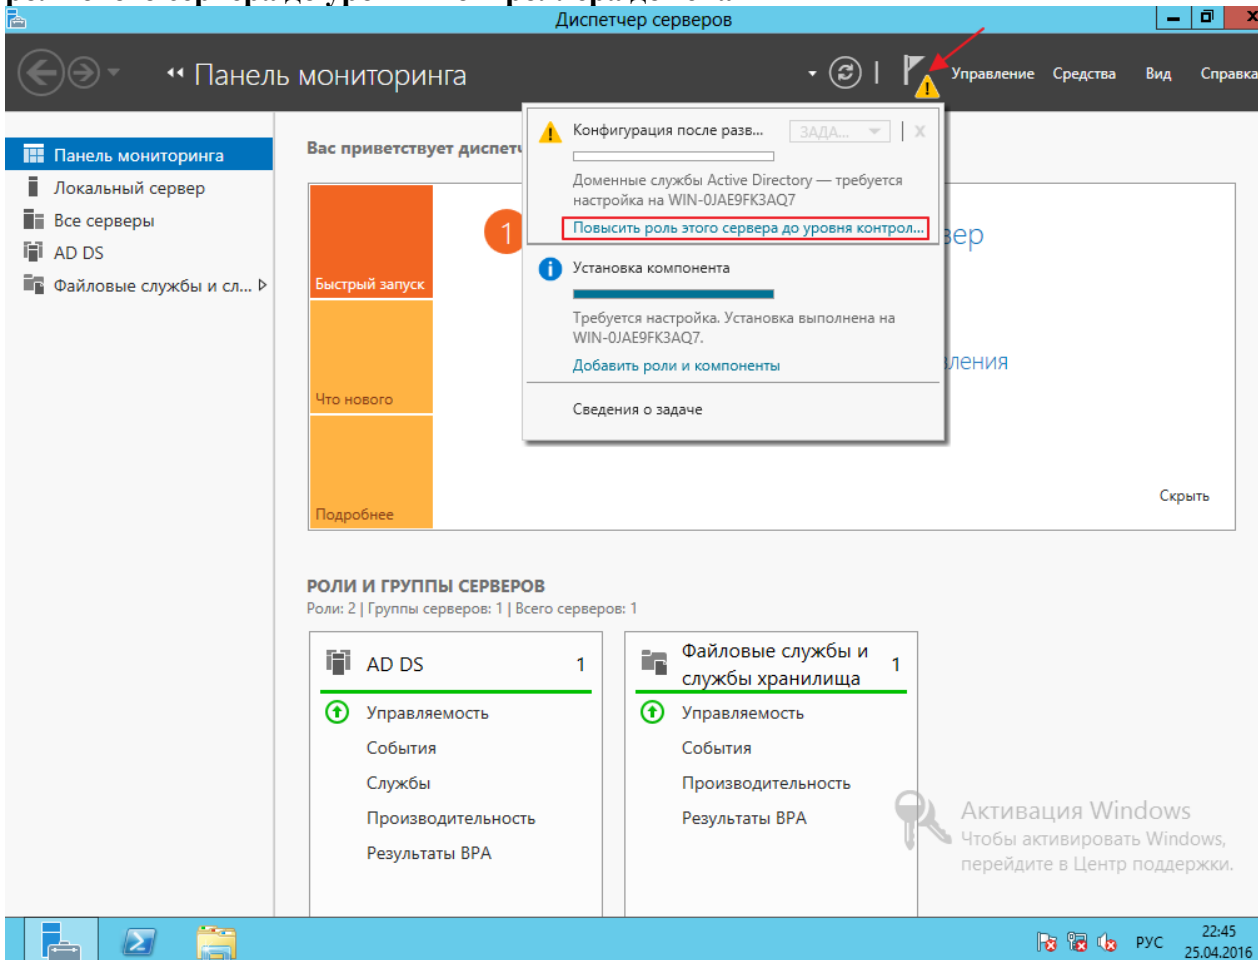 Диспетчер серверов
Панель мониторинга
Управление Средства Вид Справка
Панель мониторинга
Локальный сервер
Все серверы
AD DS
Файловые службы и сл...
Вас приветствует
Быстрый запуск
Что нового
Подробнее
1
Конфигурация после разв... ЗАДА... X
Доменные службы Active Directory — требуется
настройка на WIN-0JAE9FK3AQ7
Повысить роль этого сервера до уровня контрол...
Установка компонента
Требуется настройка. Установка выполнена на
WIN-0JAE9FK3AQ7.
Добавить роли и компоненты
Сведения о задаче
Скрыть
РОЛИ И ГРУППЫ СЕРВЕРОВ
Роли: 2 | Группы серверов: 1 | Всего серверов: 1
AD DS 1
Управляемость
События
Службы
Производительность
Результаты BPA
Файловые службы и
службы хранилища 1
Управляемость
События
Производительность
Результаты BPA
Активация Windows
Чтобы активировать Windows,
перейдите в Центр поддержки.
РУС
22:45
25.04.2016